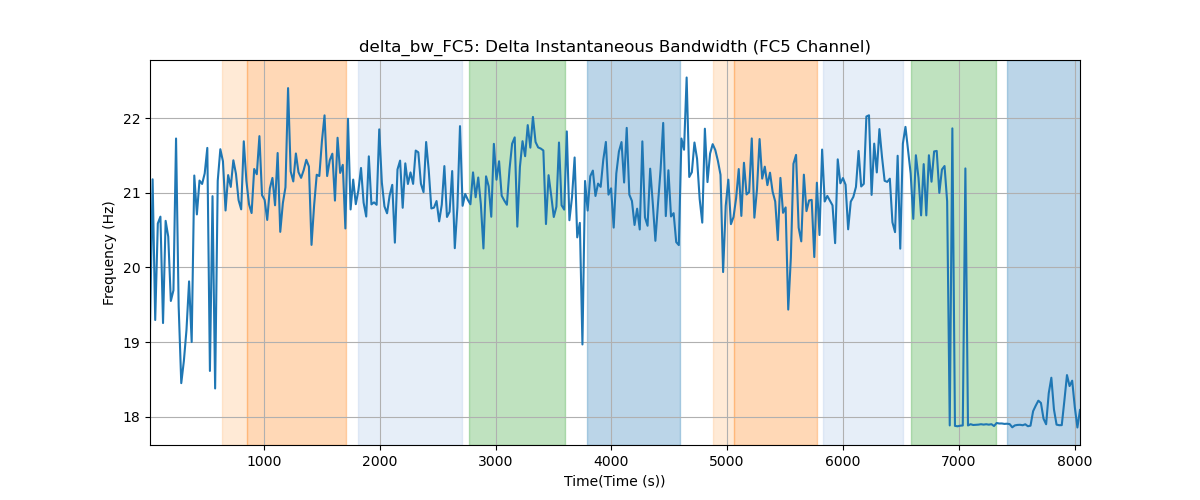 delta_bw_FC5: Delta Instantaneous Bandwidth (FC5 Channel)
Frequency (Hz)
22
21
20
19
18
1000 2000 3000 4000 5000 6000 7000 8000
Time(Time (s))